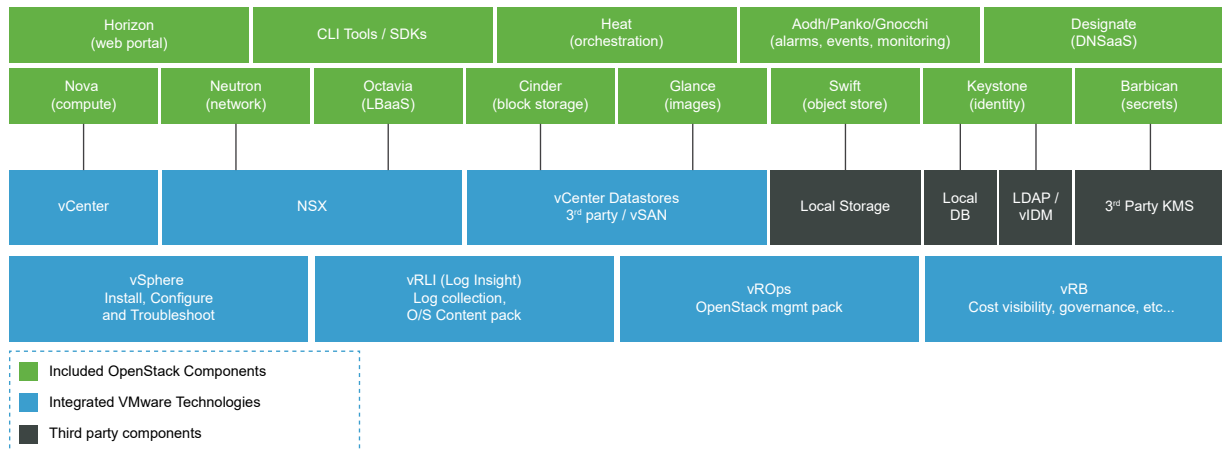 Horizon
(web portal)
CLI Tools / SDKs
Heat
(orchestration)
Aodh/Panko/Gnocchi
(alarms, events, monitoring)
Designate
(DNSaaS)
Nova
(compute)
Neutron
(network)
Octavia
(LBaaS)
Cinder
(block storage)
Glance
(images)
Swift
(object store)
Keystone
(identity)
Barbican
(secrets)
vCenter
NSX
vCenter Datastores
3rd party / vSAN
Local Storage
Local
DB
LDAP /
vIDM
3rd Party KMS
vSphere
Install, Configure
and Troubleshoot
vRLI (Log Insight)
Log collection,
O/S Content pack
vROps
OpenStack mgmt pack
vRB
Cost visibility, governance, etc...
Included OpenStack Components
Integrated VMware Technologies
Third party components